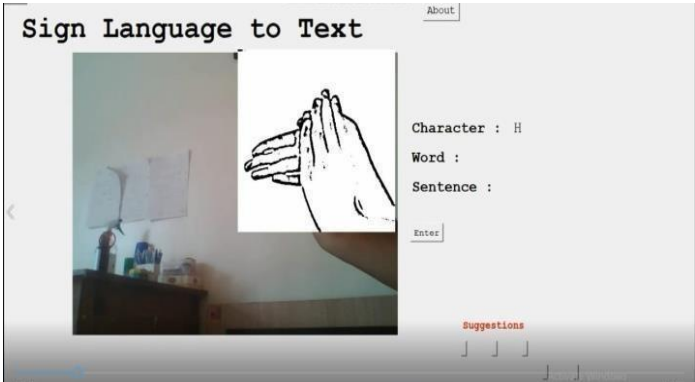 About
Sign Language to Text
Character : H
Word :
Sentence :
Enter
Suggestions